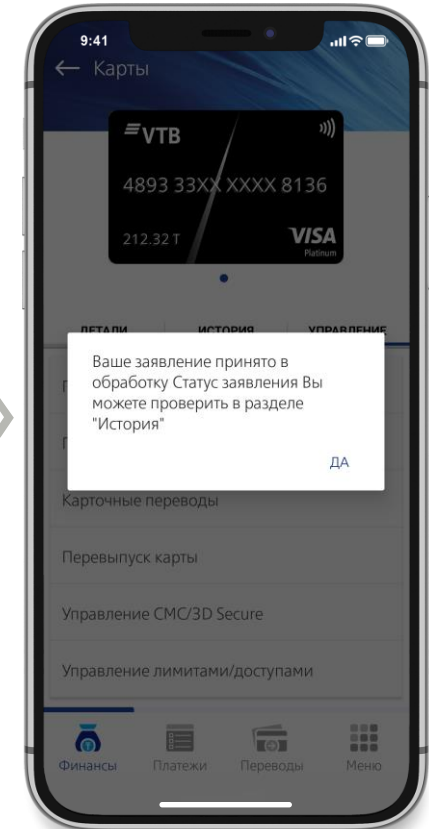 9:41
← Карты
VTB
4893 33XX XXXX 8136
212.32 T
VISA
Platinum
ДЕТАЛИ ИСТОРИЯ УПРАВЛЕНИЕ
Ваше заявление принято в
обработку Статус заявления Вы
можете проверить в разделе
"История"
ДА
Карточные переводы
Перевыпуск карты
Управление СМС/3D Secure
Управление лимитами/доступами
Финансы Платежи Переводы Меню